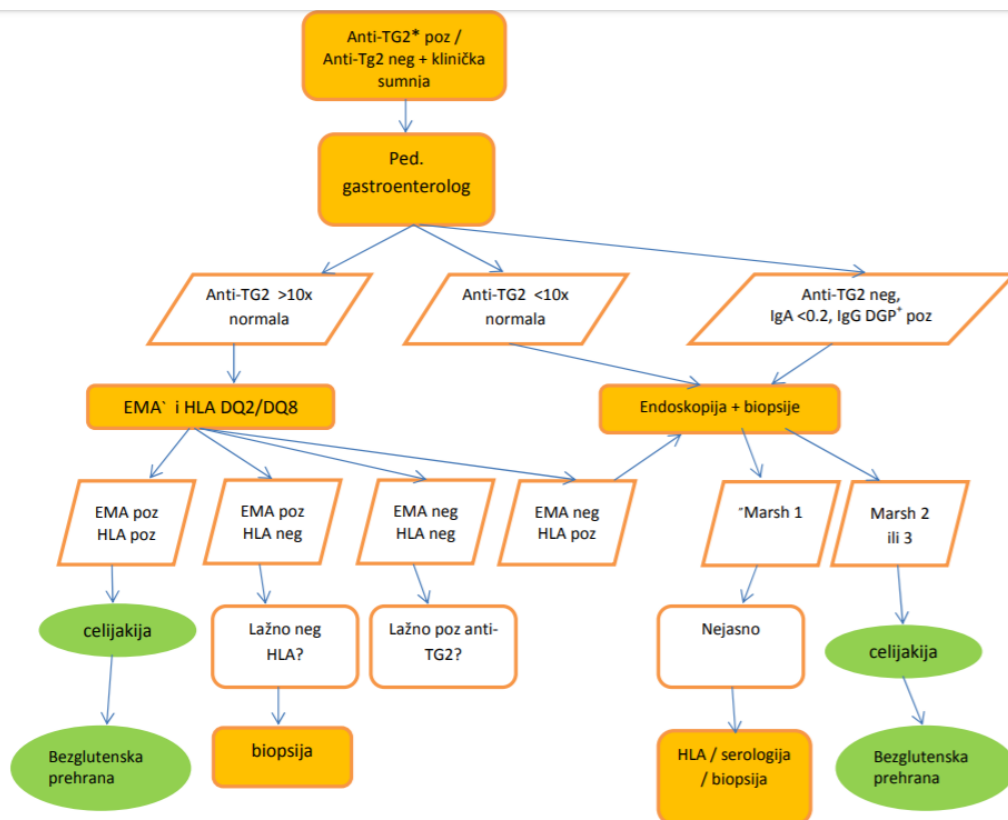 Anti-TG2* poz /
Anti-Tg2 neg + klinička
sumnja
Ped.
gastroenterolog
Anti-TG2 >10x
normala
Anti-TG2 <10x
normala
Anti-TG2 neg,
IgA <0.2, IgG DGP⁺ poz
EMA` i HLA DQ2/DQ8
Endoskopija + biopsije
EMA poz
HLA poz
EMA poz
HLA neg
EMA neg
HLA neg
EMA neg
HLA poz
˝Marsh 1
Marsh 2
ili 3
celijakija
Lažno neg
HLA?
Lažno poz anti-
TG2?
Nejasno
celijakija
Bezglutenska
prehrana
biopsija
HLA / serologija
/ biopsija
Bezglutenska
prehrana